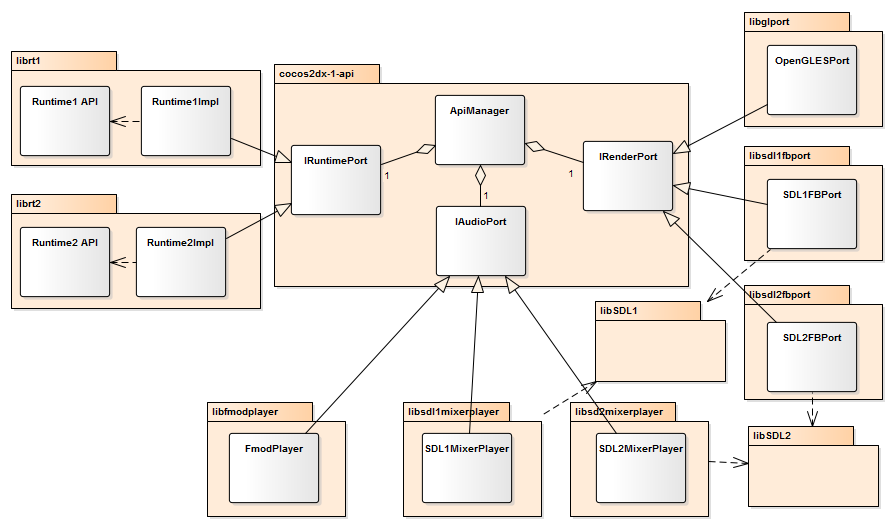 libglport
OpenGLESPort
librt1
Runtime1 API
Runtime1Impl
cocos2dx-1-api
ApiManager
IRuntimePort
IRenderPort
1
1
1
IAudioPort
libsdl1fbport
SDL1FBPort
librt2
Runtime2 API
Runtime2Impl
libsdl2fbport
SDL2FBPort
libSDL1
libfmodplayer
FmodPlayer
libsdl1mixerplayer
SDL1MixerPlayer
libsd2mixerplayer
SDL2MixerPlayer
libSDL2